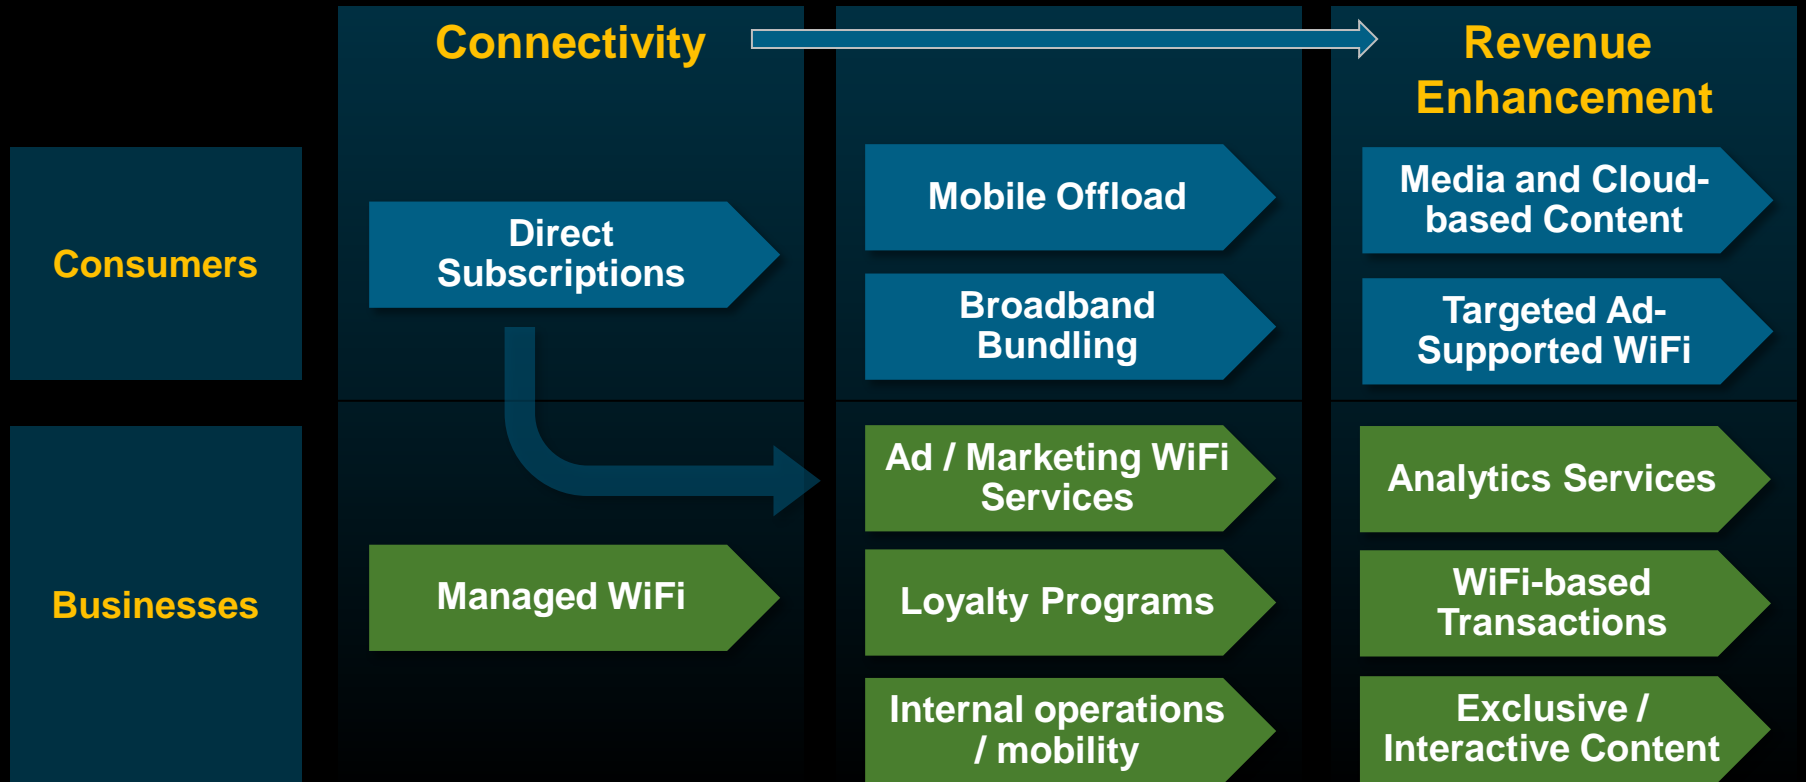 Connectivity
Revenue
Enhancement
Consumers
Direct
Subscriptions
Mobile Offload
Broadband
Bundling
Media and Cloud-
based Content
Targeted Ad-
Supported WiFi
Businesses
Managed WiFi
Ad / Marketing WiFi
Services
Loyalty Programs
Internal operations
/ mobility
Analytics Services
WiFi-based
Transactions
Exclusive /
Interactive Content